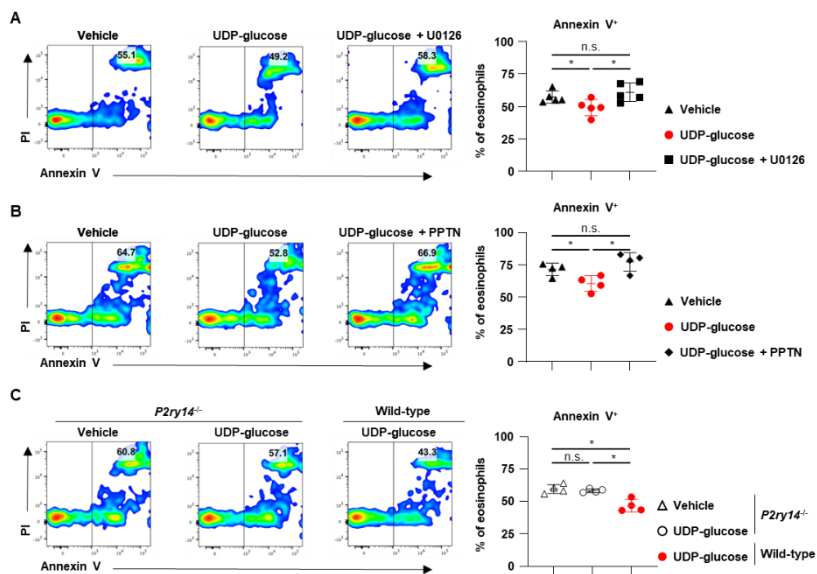 A
Vehicle
UDP-glucose
UDP-glucose + U0126
55.1
49.2
58.3
PI
Annexin V
Annexin V⁺
n.s.
* *
% of eosinophils
100
75
50
25
0
Vehicle
UDP-glucose
UDP-glucose + U0126
B
Vehicle
UDP-glucose
UDP-glucose + PPTN
64.7
52.8
66.9
PI
Annexin V
Annexin V⁺
n.s.
* *
% of eosinophils
100
75
50
25
0
Vehicle
UDP-glucose
UDP-glucose + PPTN
C
P2ry14⁻/⁻
Wild-type
Vehicle
UDP-glucose
UDP-glucose
60.8
57.1
43.3
PI
Annexin V
Annexin V⁺
*
n.s. *
% of eosinophils
100
75
50
25
0
Vehicle
UDP-glucose
P2ry14⁻/⁻
UDP-glucose
Wild-type